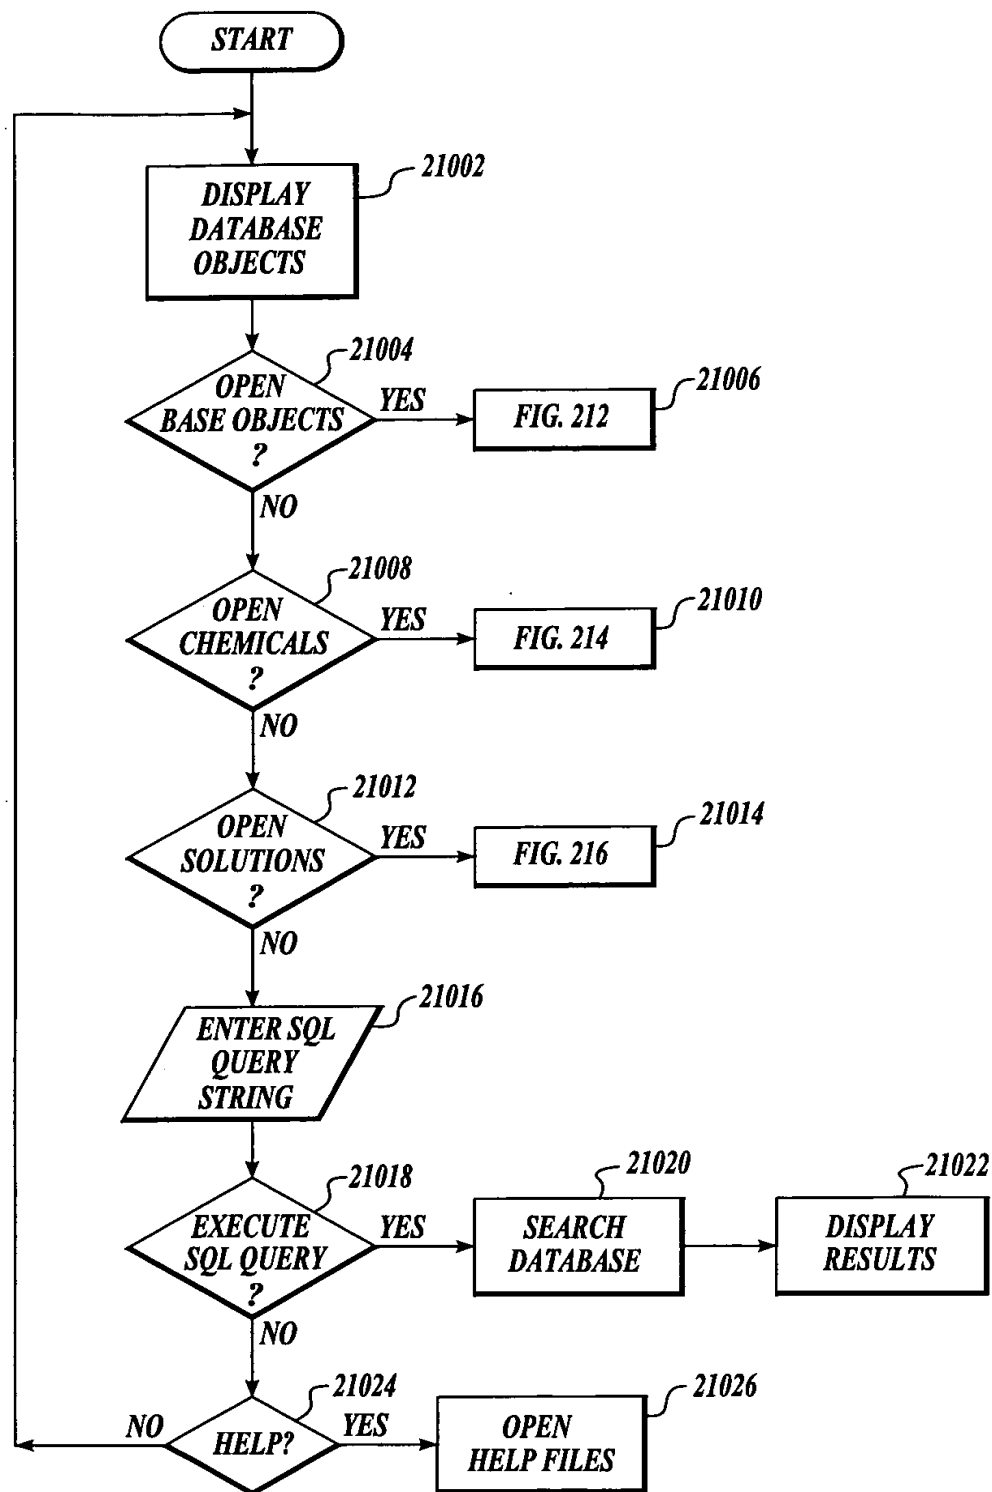 START
21002
DISPLAY
DATABASE
OBJECTS
21004
OPEN
BASE OBJECTS
?
YES
FIG. 212
21006
NO
21008
OPEN
CHEMICALS
?
YES
FIG. 214
21010
NO
21012
OPEN
SOLUTIONS
?
YES
FIG. 216
21014
NO
21016
ENTER SQL
QUERY
STRING
21018
EXECUTE
SQL QUERY
?
YES
21020
SEARCH
DATABASE
21022
DISPLAY
RESULTS
NO
21024
NO
HELP?
YES
21026
OPEN
HELP FILES